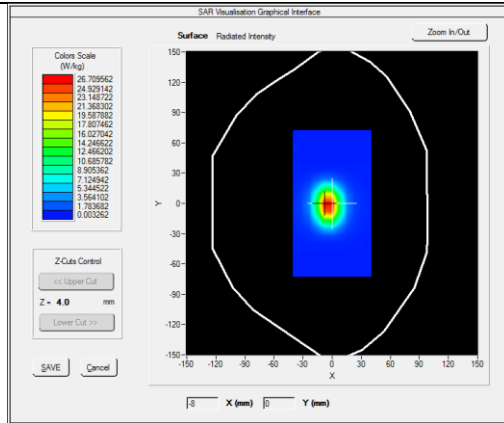 SAR Visualisation Graphical Interface
Surface Radiated Intensity
Zoom In/Out
Colors Scale
(W/kg)
26.709562
24.929142
23.148722
21.368302
19.587882
17.807462
16.027042
14.246622
12.466202
10.685782
8.905362
7.124942
5.344522
3.564102
1.783682
0.003262
Z-Cuts Control
<< Upper Cut
Z = 4.0 mm
Lower Cut >>
SAVE Cancel
150
120
90
60
30
0
-30
-60
-90
-120
-150
Y
-150 -120 -90 -60 -30 0 30 60 90 120 150
X
-8 X (mm) 0 Y (mm)